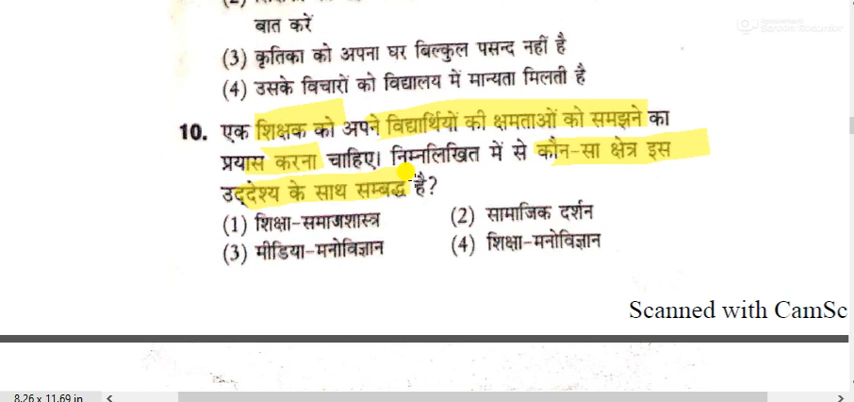 बात करें
(3) कृतिका को अपना घर बिल्कुल पसन्द नहीं है
(4) उसके विचारों को विद्यालय में मान्यता मिलती है
10. एक शिक्षक को अपने विद्यार्थियों की क्षमताओं को समझने का
प्रयास करना चाहिए। निम्नलिखित में से कौन-सा क्षेत्र इस
उद्देश्य के साथ सम्बद्ध है?
(1) शिक्षा-समाजशास्त्र (2) सामाजिक दर्शन
(3) मीडिया-मनोविज्ञान (4) शिक्षा-मनोविज्ञान
Scanned with CamSc
8.26 x 11.69 in